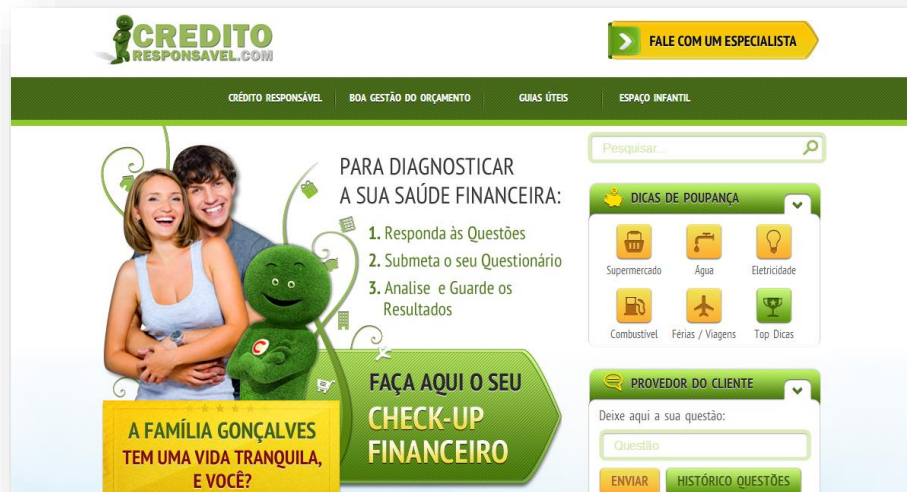 CREDITO
RESPONSAVEL.COM
FALE COM UM ESPECIALISTA
CRÉDITO RESPONSÁVEL
BOA GESTÃO DO ORÇAMENTO
GUIAS ÚTEIS
ESPAÇO INFANTIL
PARA DIAGNOSTICAR
A SUA SAÚDE FINANCEIRA:
1. Responda às Questões
2. Submeta o seu Questionário
3. Analise e Guarde os
Resultados
FAÇA AQUI O SEU
CHECK-UP
FINANCEIRO
A FAMÍLIA GONÇALVES
TEM UMA VIDA TRANQUILA,
E VOCÊ?
C
Pesquisar...
DICAS DE POUPANÇA
Supermercado
Água
Eletricidade
Combustível
Férias / Viagens
Top Dicas
PROVEDOR DO CLIENTE
Deixe aqui a sua questão:
Questão
ENVIAR
HISTÓRICO QUESTÕES